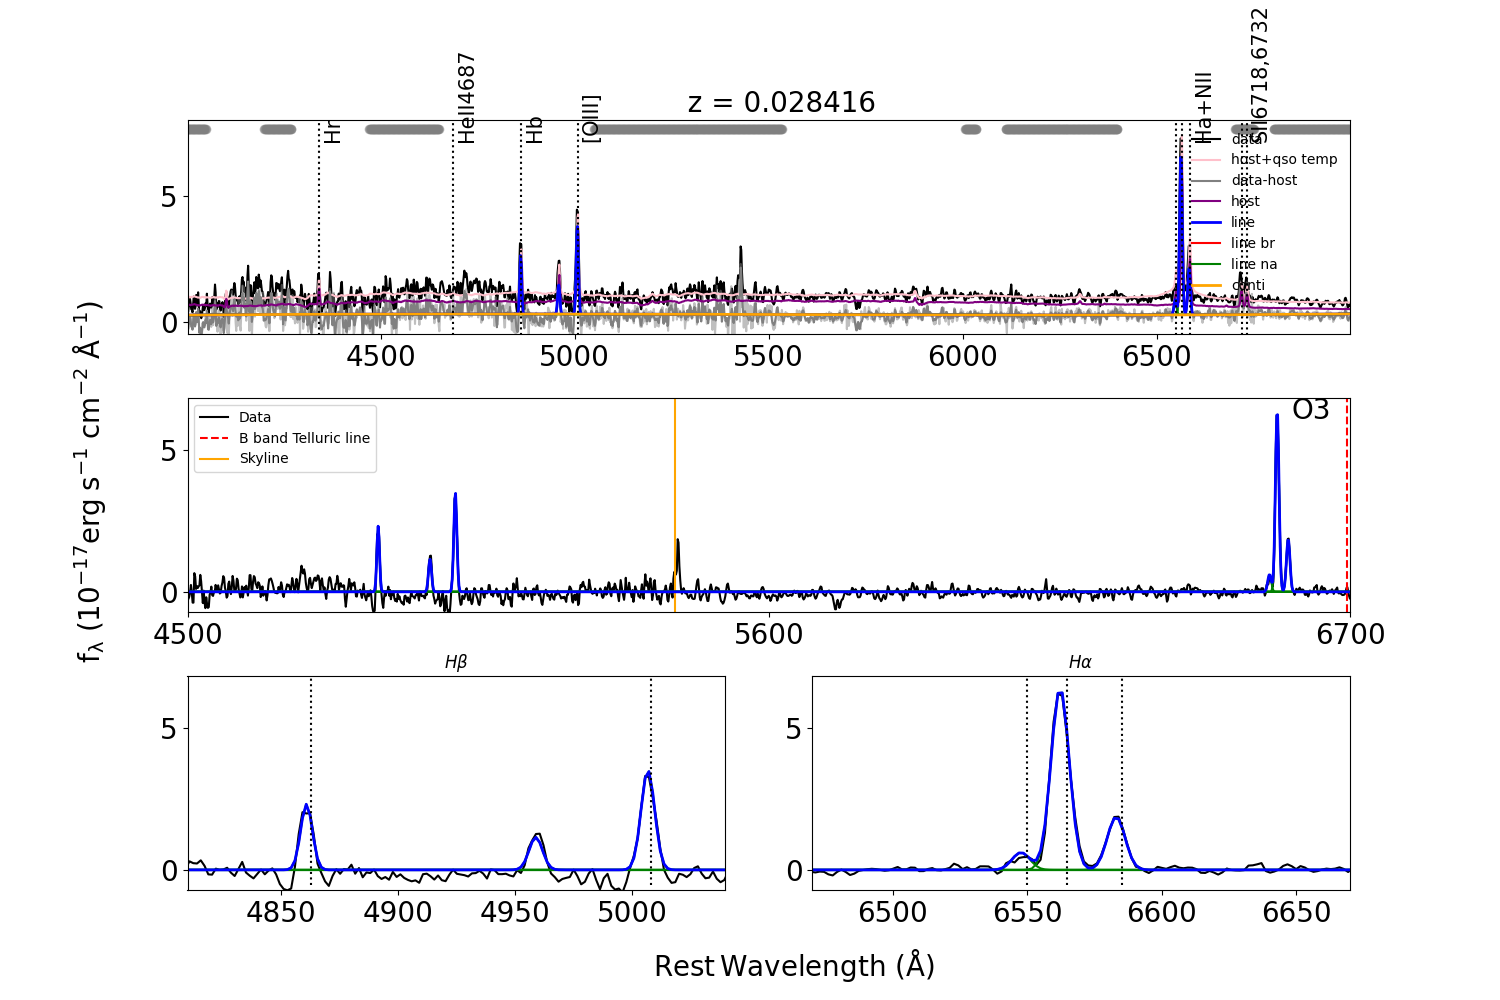 z = 0.028416
Hr
HeII4687
Hb
[OIII]
Ha+NII
SII6718,6732
data
host+qso temp
data-host
host
line
line br
line na
conti
5
0
4500
5000
5500
6000
6500
Data
B band Telluric line
Skyline
O3
5
0
4500
5600
6700
fλ (10−17erg s−1 cm−2 Å−1)
Hβ
5
0
4850
4900
4950
5000
Hα
5
0
6500
6550
6600
6650
Rest Wavelength (Å)